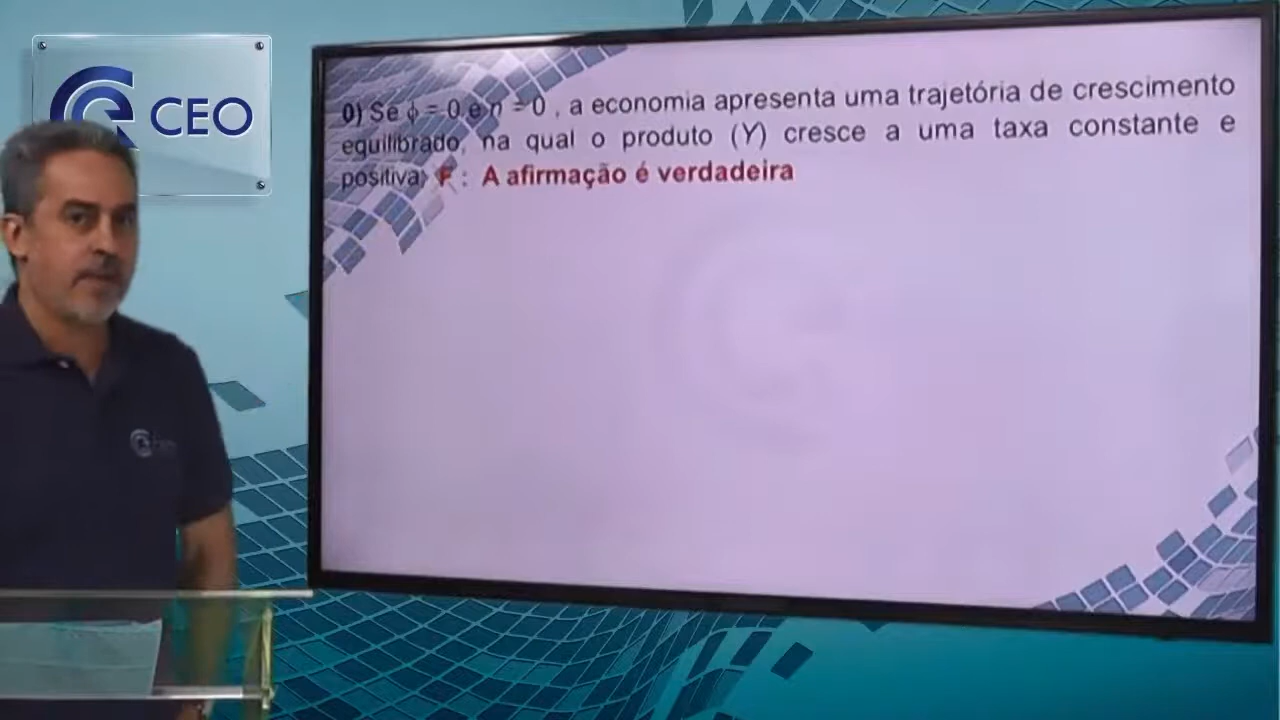 CEO
0) Se ϕ = 0 e n = 0 , a economia apresenta uma trajetória de crescimento
equilibrado, na qual o produto (Y) cresce a uma taxa constante e
positiva. F : A afirmação é verdadeira